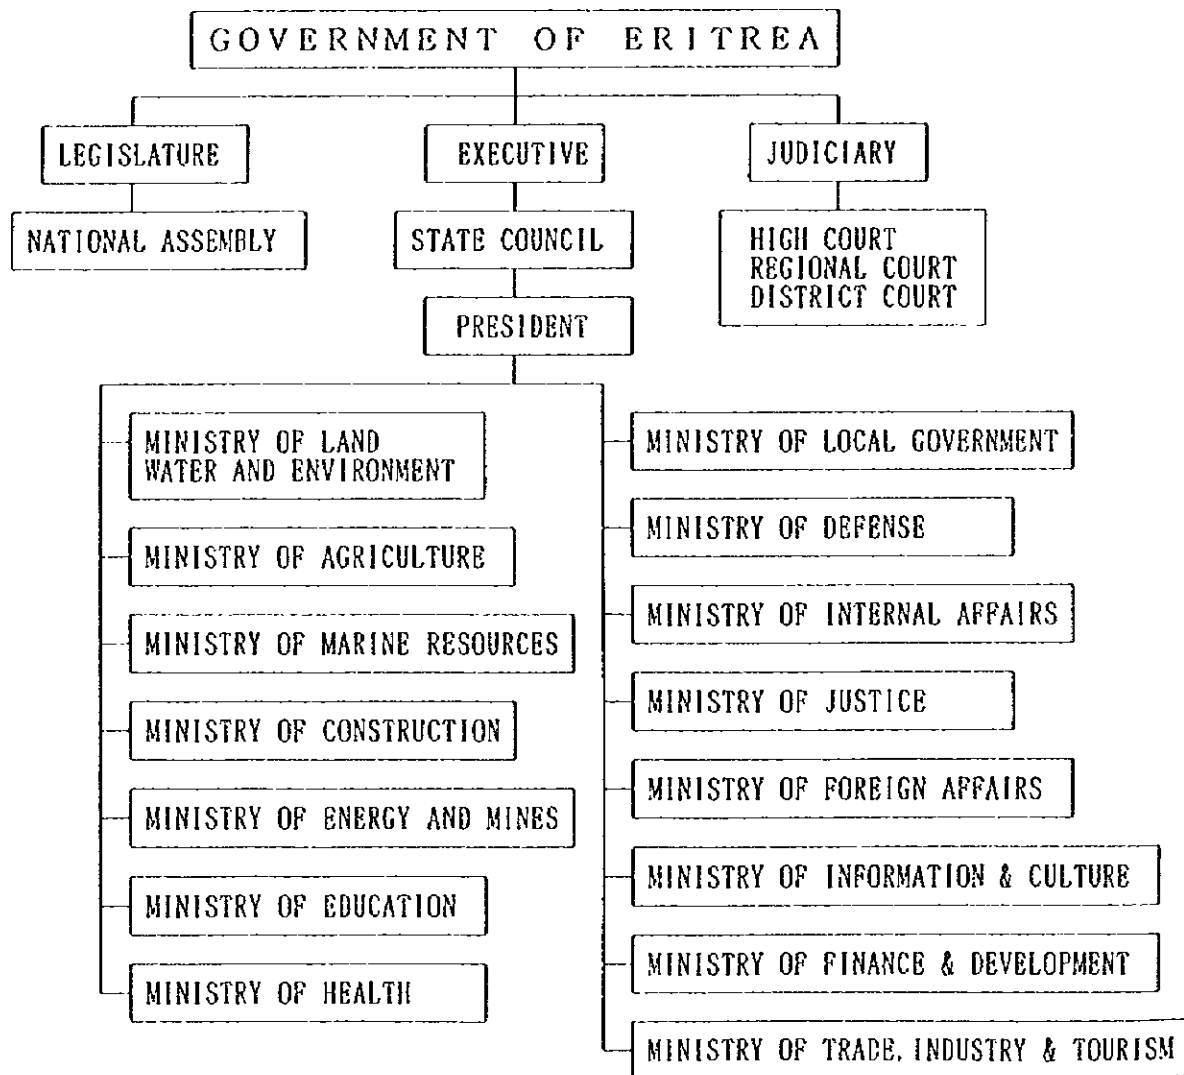 GOVERNMENT OF ERITREA
LEGISLATURE
EXECUTIVE
JUDICIARY
NATIONAL ASSEMBLY
STATE COUNCIL
HIGH COURT
REGIONAL COURT
DISTRICT COURT
PRESIDENT
MINISTRY OF LAND
WATER AND ENVIRONMENT
MINISTRY OF AGRICULTURE
MINISTRY OF MARINE RESOURCES
MINISTRY OF CONSTRUCTION
MINISTRY OF ENERGY AND MINES
MINISTRY OF EDUCATION
MINISTRY OF HEALTH
MINISTRY OF LOCAL GOVERNMENT
MINISTRY OF DEFENSE
MINISTRY OF INTERNAL AFFAIRS
MINISTRY OF JUSTICE
MINISTRY OF FOREIGN AFFAIRS
MINISTRY OF INFORMATION & CULTURE
MINISTRY OF FINANCE & DEVELOPMENT
MINISTRY OF TRADE, INDUSTRY & TOURISM